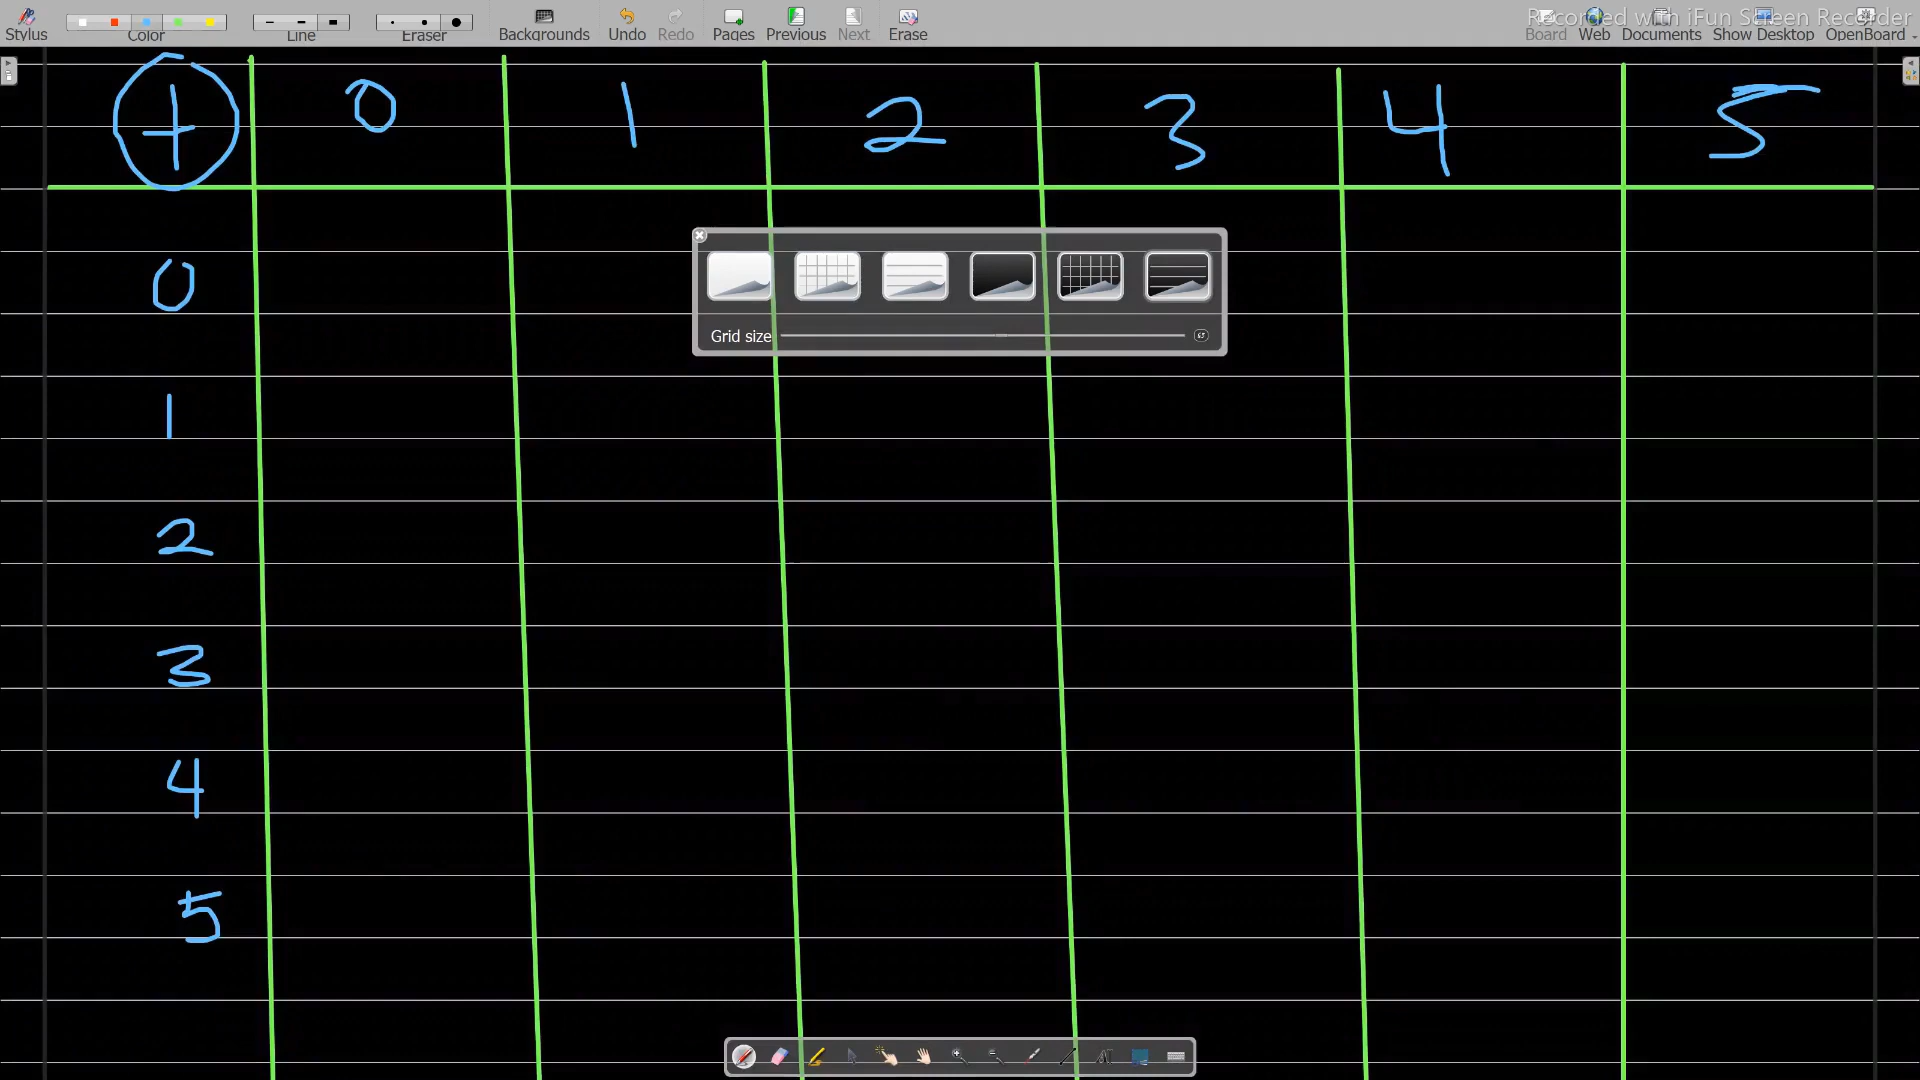 Recorded with iFun Screen Recorder
Stylus Color Line Eraser Backgrounds Undo Redo Pages Previous Next Erase Board Web Documents Show Desktop OpenBoard
+ 0 1 2 3 4 5
Grid size
0
1
2
3
4
5